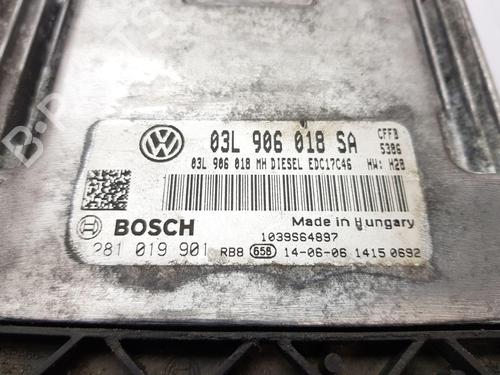 03L 906 018 SA
CFFB
5386
03L 906 018 MH DIESEL EDC17C46 HW: H28
BOSCH
Made in Hungary
1039S64897
281 019 901 RB8 658 14-06-06 1415 0692